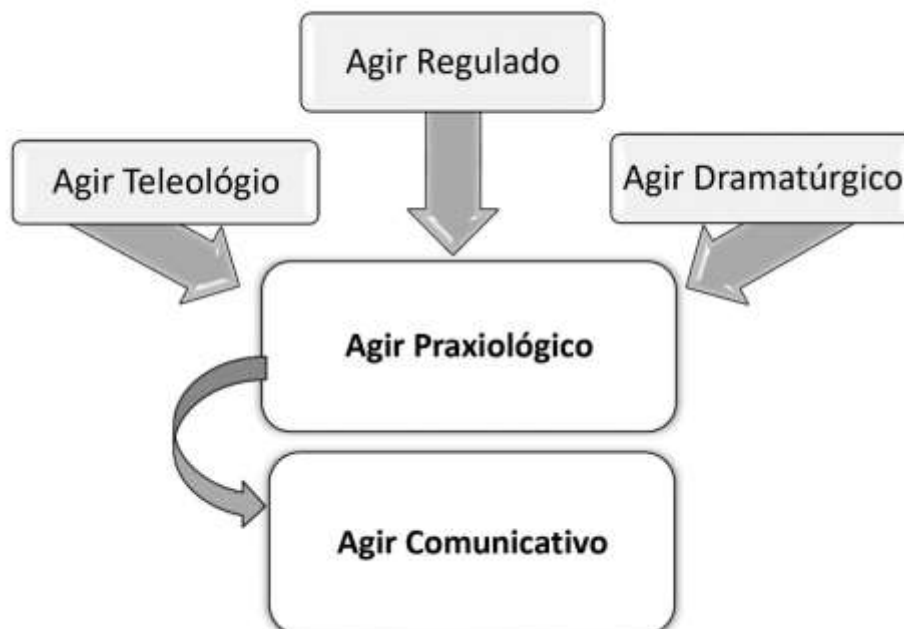 Agir Regulado
Agir Teleológio
Agir Dramatúrgico
Agir Praxiológico
Agir Comunicativo